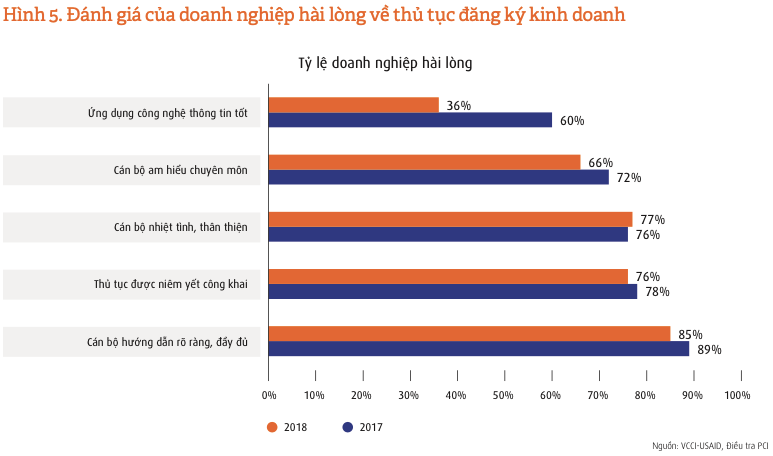 Hình 5. Đánh giá của doanh nghiệp hài lòng về thủ tục đăng ký kinh doanh
Tỷ lệ doanh nghiệp hài lòng
Ứng dụng công nghệ thông tin tốt
36%
60%
Cán bộ am hiểu chuyên môn
66%
72%
Cán bộ nhiệt tình, thân thiện
77%
76%
Thủ tục được niêm yết công khai
76%
78%
Cán bộ hướng dẫn rõ ràng, đầy đủ
85%
89%
0% 10% 20% 30% 40% 50% 60% 70% 80% 90% 100%
2018 2017
Nguồn: VCCI-USAID, Điều tra PCI